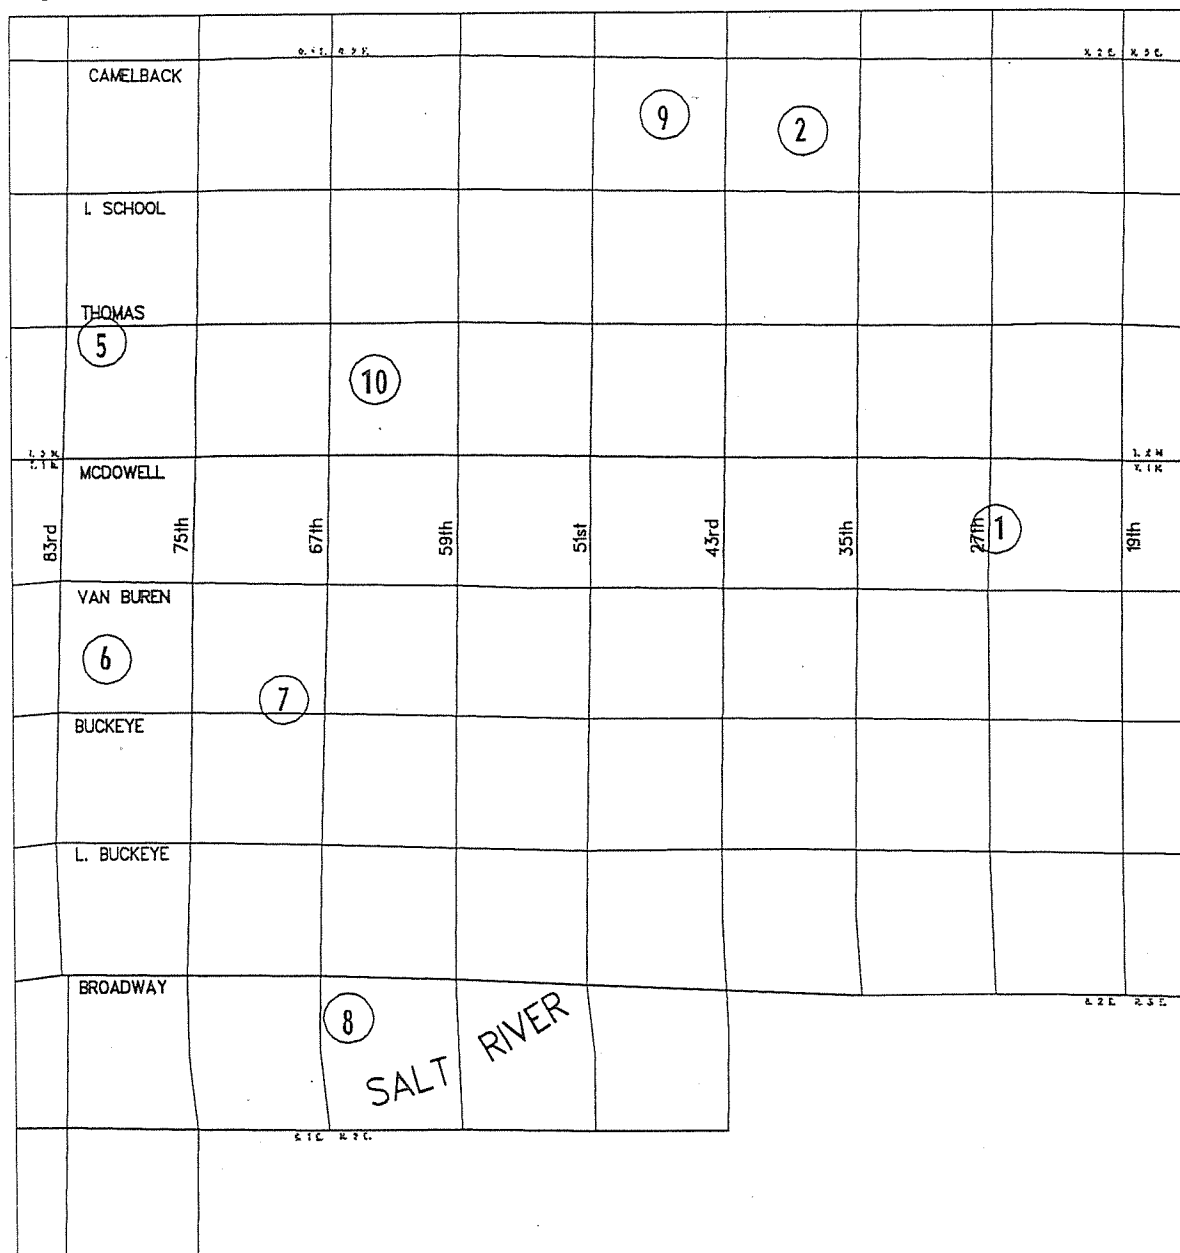 CAMELBACK
9
2
I. SCHOOL
THOMAS
5
10
MCDOWELL
83rd
75th
67th
59th
51st
43rd
35th
27th
1
19th
VAN BUREN
6
7
BUCKEYE
L. BUCKEYE
BROADWAY
8
SALT RIVER